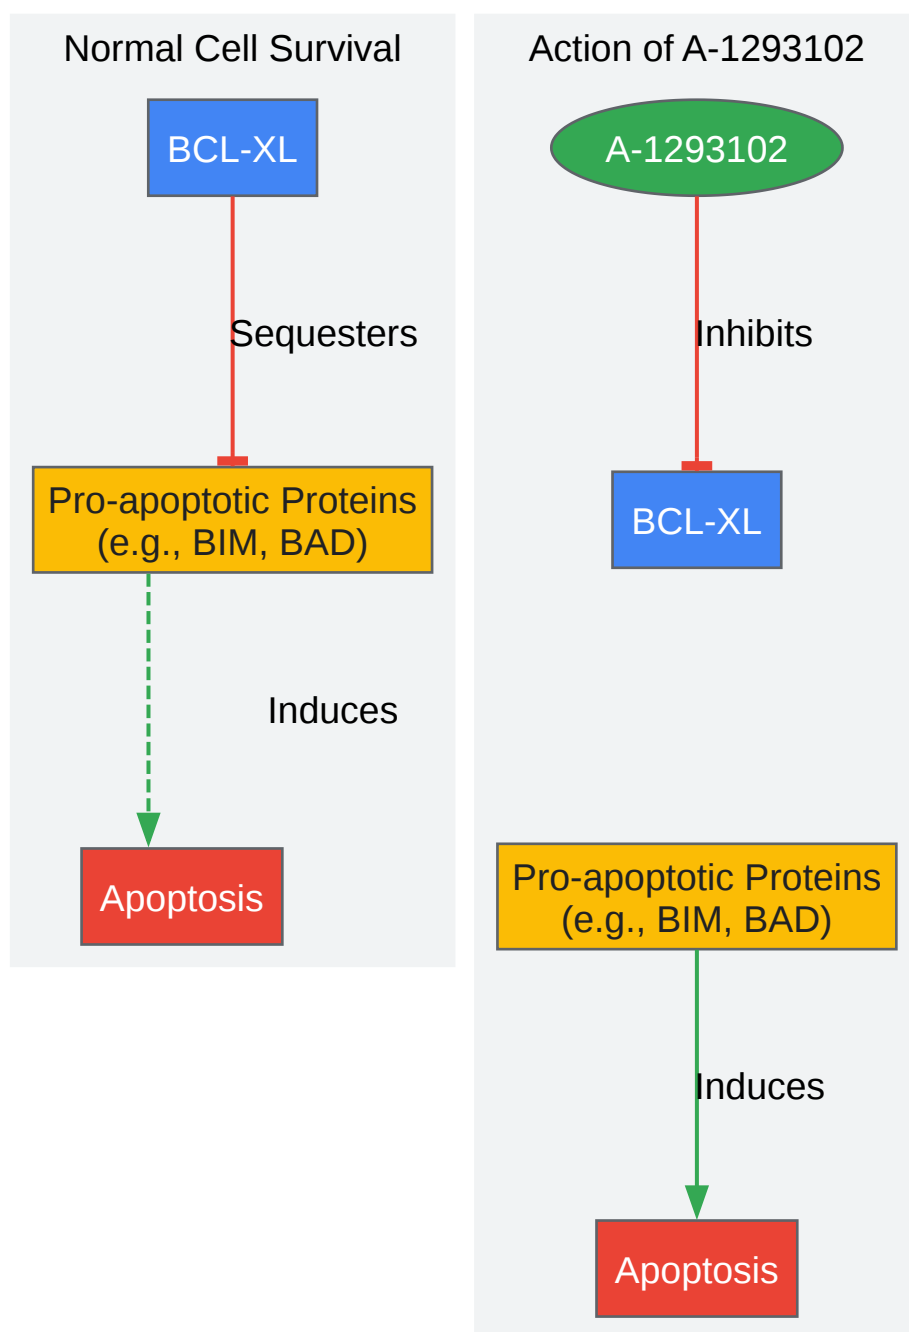 Normal Cell Survival
BCL-XL
Sequesters
Pro-apoptotic Proteins
(e.g., BIM, BAD)
Induces
Apoptosis
Action of A-1293102
A-1293102
Inhibits
BCL-XL
Pro-apoptotic Proteins
(e.g., BIM, BAD)
Induces
Apoptosis